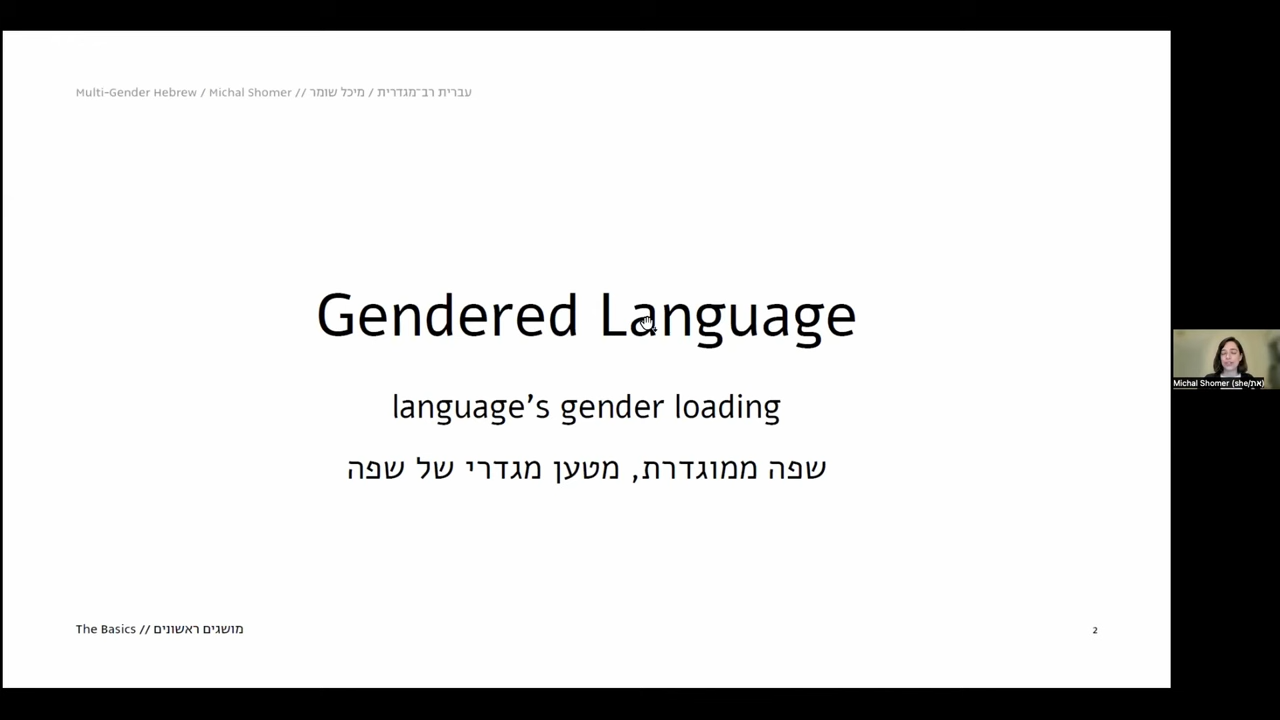 Multi-Gender Hebrew / Michal Shomer // עברית רב־מגדרית / מיכל שומר
Gendered Language
language’s gender loading
שפה ממוגדרת, מטען מגדרי של שפה
Michal Shomer (she/את)
The Basics // מושגים ראשונים
2